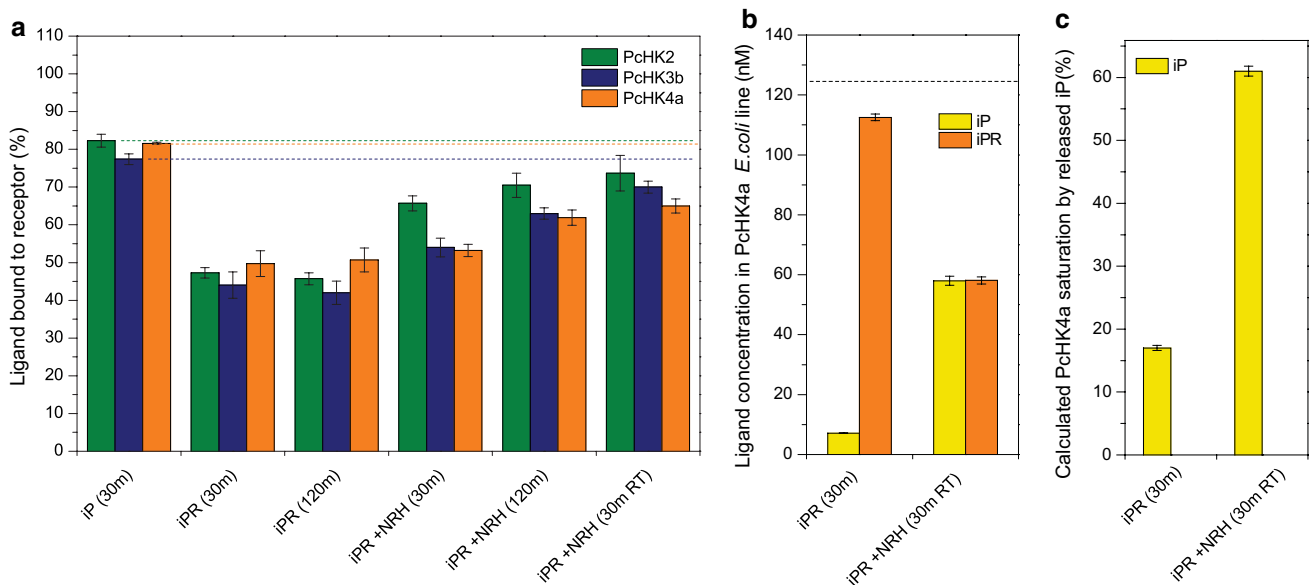 a
Ligand bound to receptor (%)
110
100
90
80
70
60
50
40
30
20
10
0
PcHK2
PcHK3b
PcHK4a
iP (30m)
iPR (30m)
iPR (120m)
iPR +NRH (30m)
iPR +NRH (120m)
iPR +NRH (30m RT)
b
Ligand concentration in PcHK4a E.coli line (nM)
140
120
100
80
60
40
20
0
iP
iPR
iPR (30m)
iPR +NRH (30m RT)
c
Calculated PcHK4a saturation by released iP(%)
60
50
40
30
20
10
0
iP
iPR (30m)
iPR +NRH (30m RT)